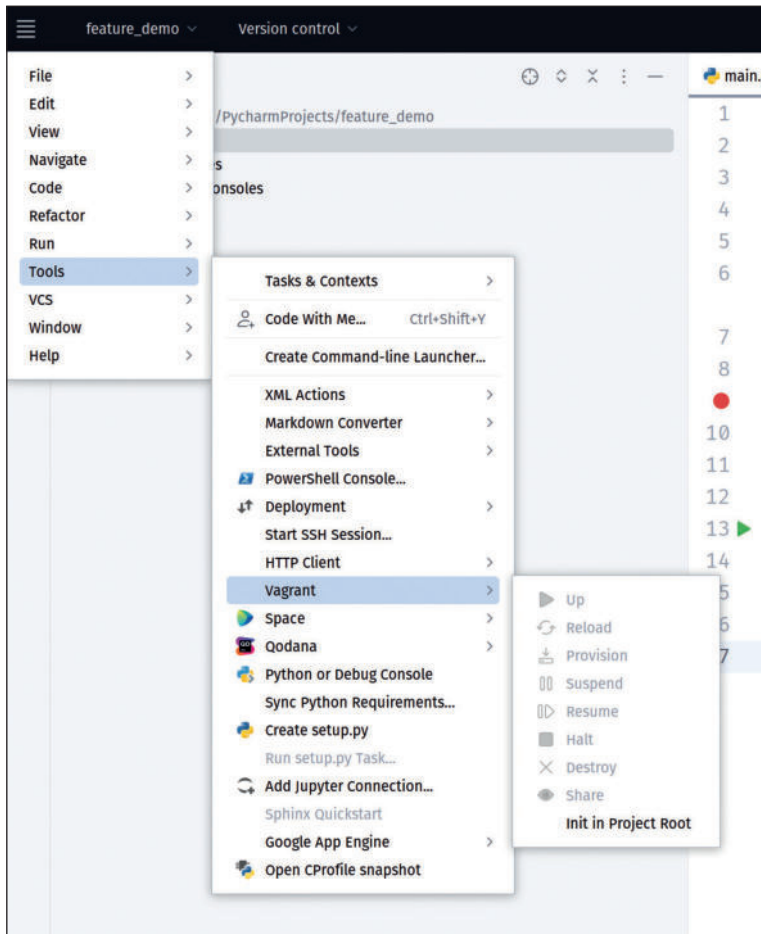 feature_demo Version control
File
Edit
View
Navigate
Code
Refactor
Run
Tools
VCS
Window
Help
/PycharmProjects/feature_demo
s
onsoles
Tasks & Contexts
Code With Me... Ctrl+Shift+Y
Create Command-line Launcher...
XML Actions
Markdown Converter
External Tools
PowerShell Console...
Deployment
Start SSH Session...
HTTP Client
Vagrant
Space
Qodana
Python or Debug Console
Sync Python Requirements...
Create setup.py
Run setup.py Task...
Add Jupyter Connection...
Sphinx Quickstart
Google App Engine
Open CProfile snapshot
Up
Reload
Provision
Suspend
Resume
Halt
Destroy
Share
Init in Project Root
main.
1
2
3
4
5
6
7
8
10
11
12
13
14
5
6
7